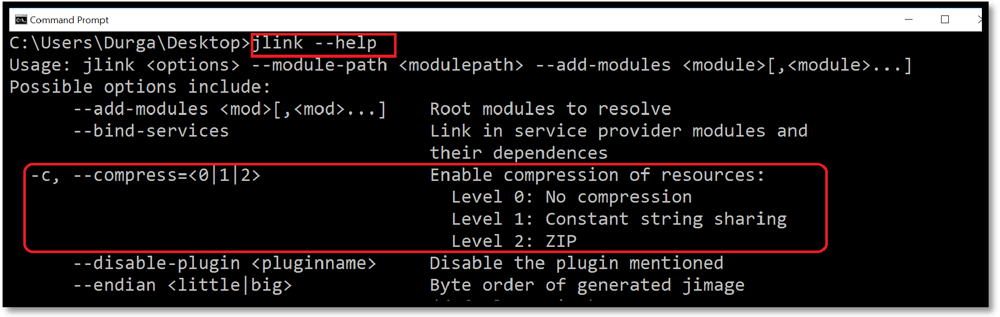 Command Prompt
C:\Users\Durga\Desktop>jlink --help
Usage: jlink <options> --module-path <modulepath> --add-modules <module>[,<module>...]
Possible options include:
--add-modules <mod>[,<mod>...] Root modules to resolve
--bind-services Link in service provider modules and
their dependences
-c, --compress=<0|1|2> Enable compression of resources:
Level 0: No compression
Level 1: Constant string sharing
Level 2: ZIP
--disable-plugin <pluginname> Disable the plugin mentioned
--endian <little|big> Byte order of generated jimage